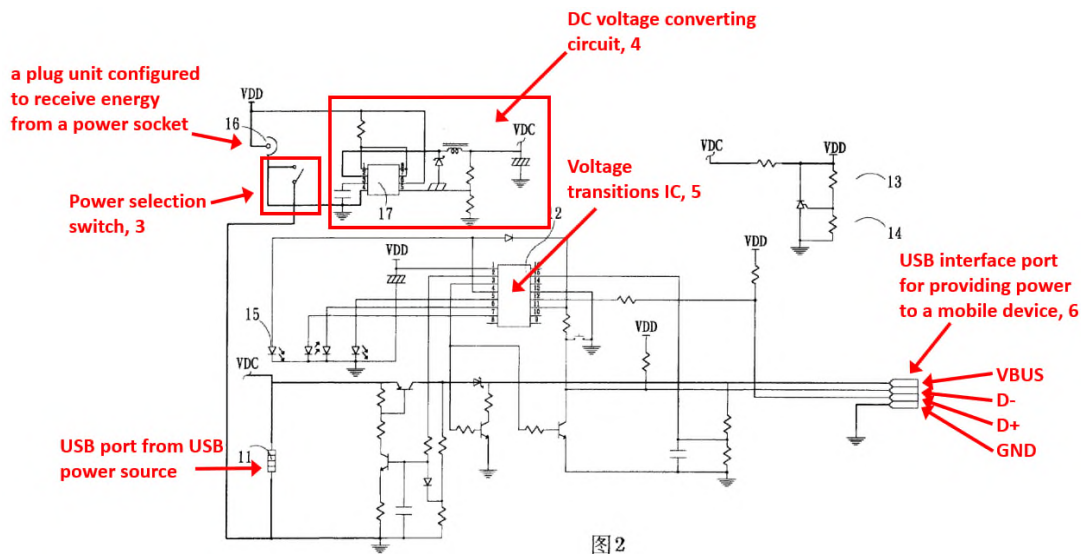 DC voltage converting
circuit, 4
a plug unit configured
to receive energy
from a power socket
VDD
16
VDC
17
Power selection
switch, 3
Voltage
transitions IC, 5
12
VDC
VDD
13
14
VDD
VDD
USB interface port
for providing power
to a mobile device, 6
15
VDD
VDC
VBUS
D-
D+
GND
USB port from USB
power source
11
图2